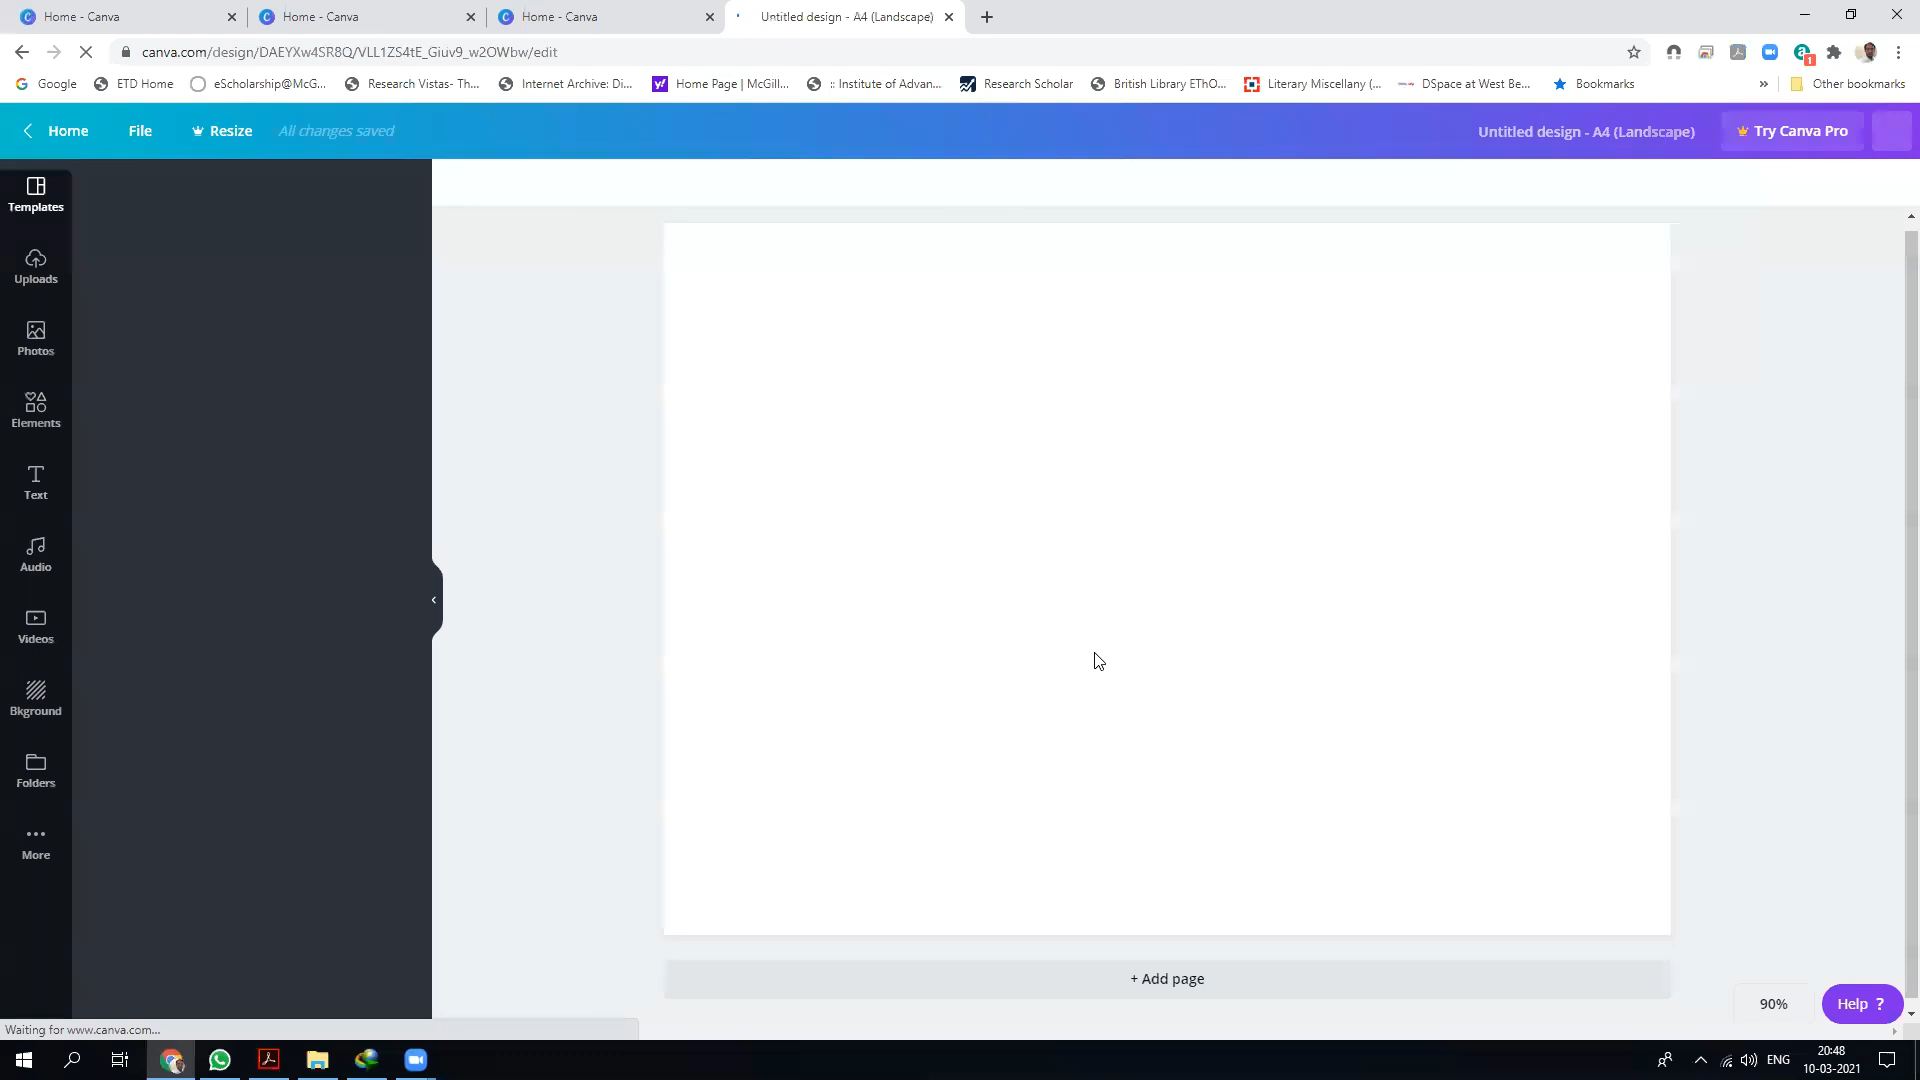 Home - Canva
Home - Canva
Home - Canva
Untitled design - A4 (Landscape)
canva.com/design/DAEYXw4SR8Q/VLL1ZS4tE_Giuv9_w2OWbw/edit
1
Google
ETD Home
eScholarship@McG...
Research Vistas- Th...
Internet Archive: Di...
Home Page | McGill...
:: Institute of Advan...
Research Scholar
British Library EThO...
Literary Miscellany (...
DSpace at West Be...
Bookmarks
»
Other bookmarks
Home
File
Resize
All changes saved
Untitled design - A4 (Landscape)
Try Canva Pro
Templates
Uploads
Photos
Elements
Text
Audio
Videos
Bkground
Folders
More
+ Add page
90%
Help ?
Waiting for www.canva.com...
ENG
20:48
10-03-2021